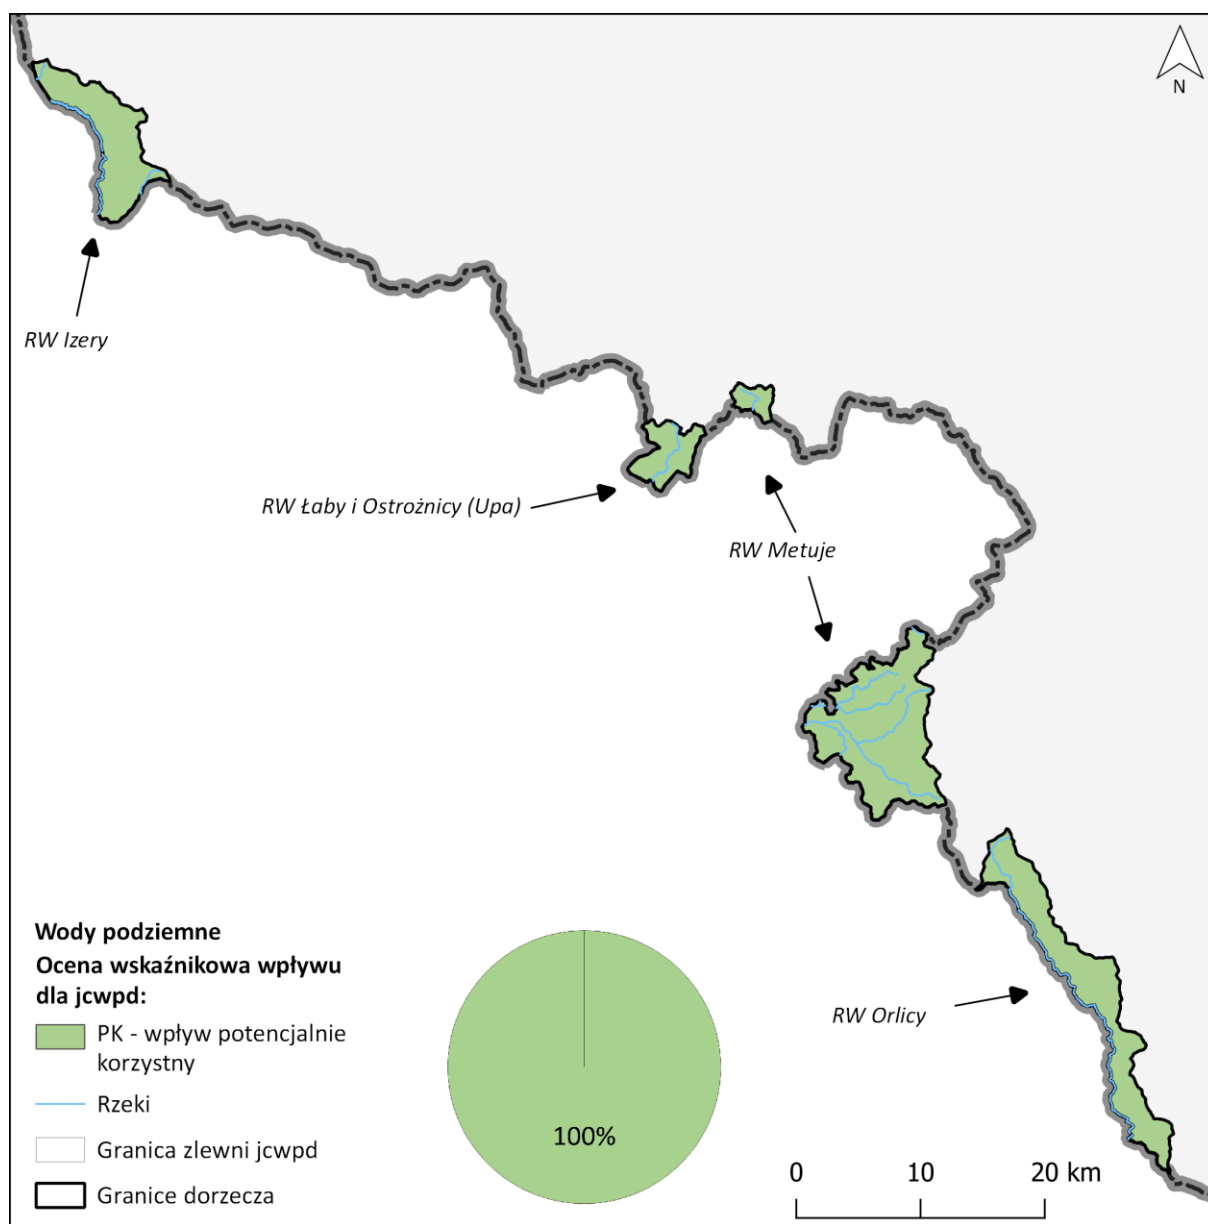 N
RW Izery
RW Łaby i Ostrożnicy (Upa)
RW Metuje
RW Orlicy
Wody podziemne
Ocena wskaźnikowa wpływu
dla jcwpd:
PK - wpływ potencjalnie
korzystny
Rzeki
Granica zlewni jcwpd
Granice dorzecza
100%
0 10 20 km